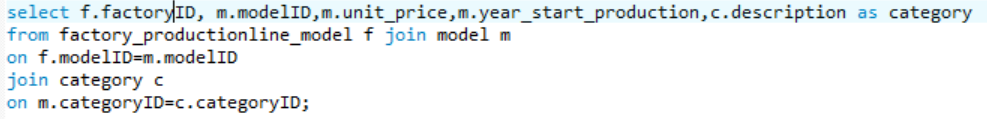 select f.factoryID, m.modelID,m.unit_price,m.year_start_production,c.description as category
from factory_productionline_model f join model m
on f.modelID=m.modelID
join category c
on m.categoryID=c.categoryID;